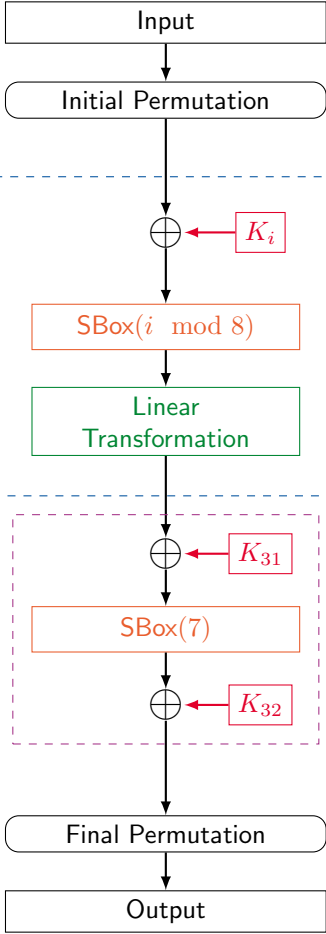 Input
Initial Permutation
K_i
SBox(i mod 8)
Linear
Transformation
K_31
SBox(7)
K_32
Final Permutation
Output